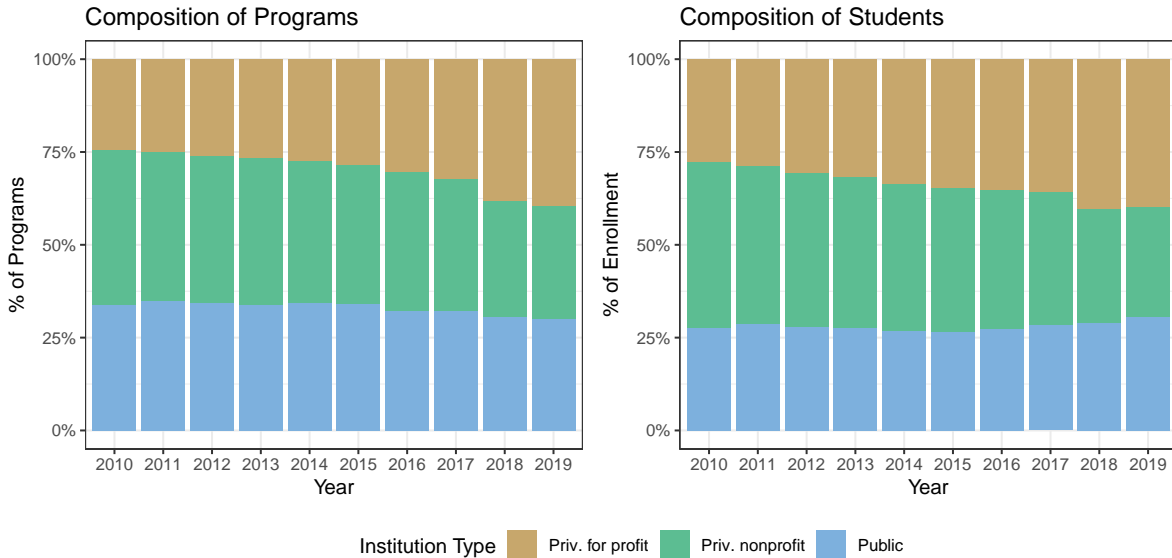 Composition of Programs
% of Programs
100%
75%
50%
25%
0%
2010 2011 2012 2013 2014 2015 2016 2017 2018 2019
Year
Composition of Students
% of Enrollment
100%
75%
50%
25%
0%
2010 2011 2012 2013 2014 2015 2016 2017 2018 2019
Year
Institution Type Priv. for profit Priv. nonprofit Public